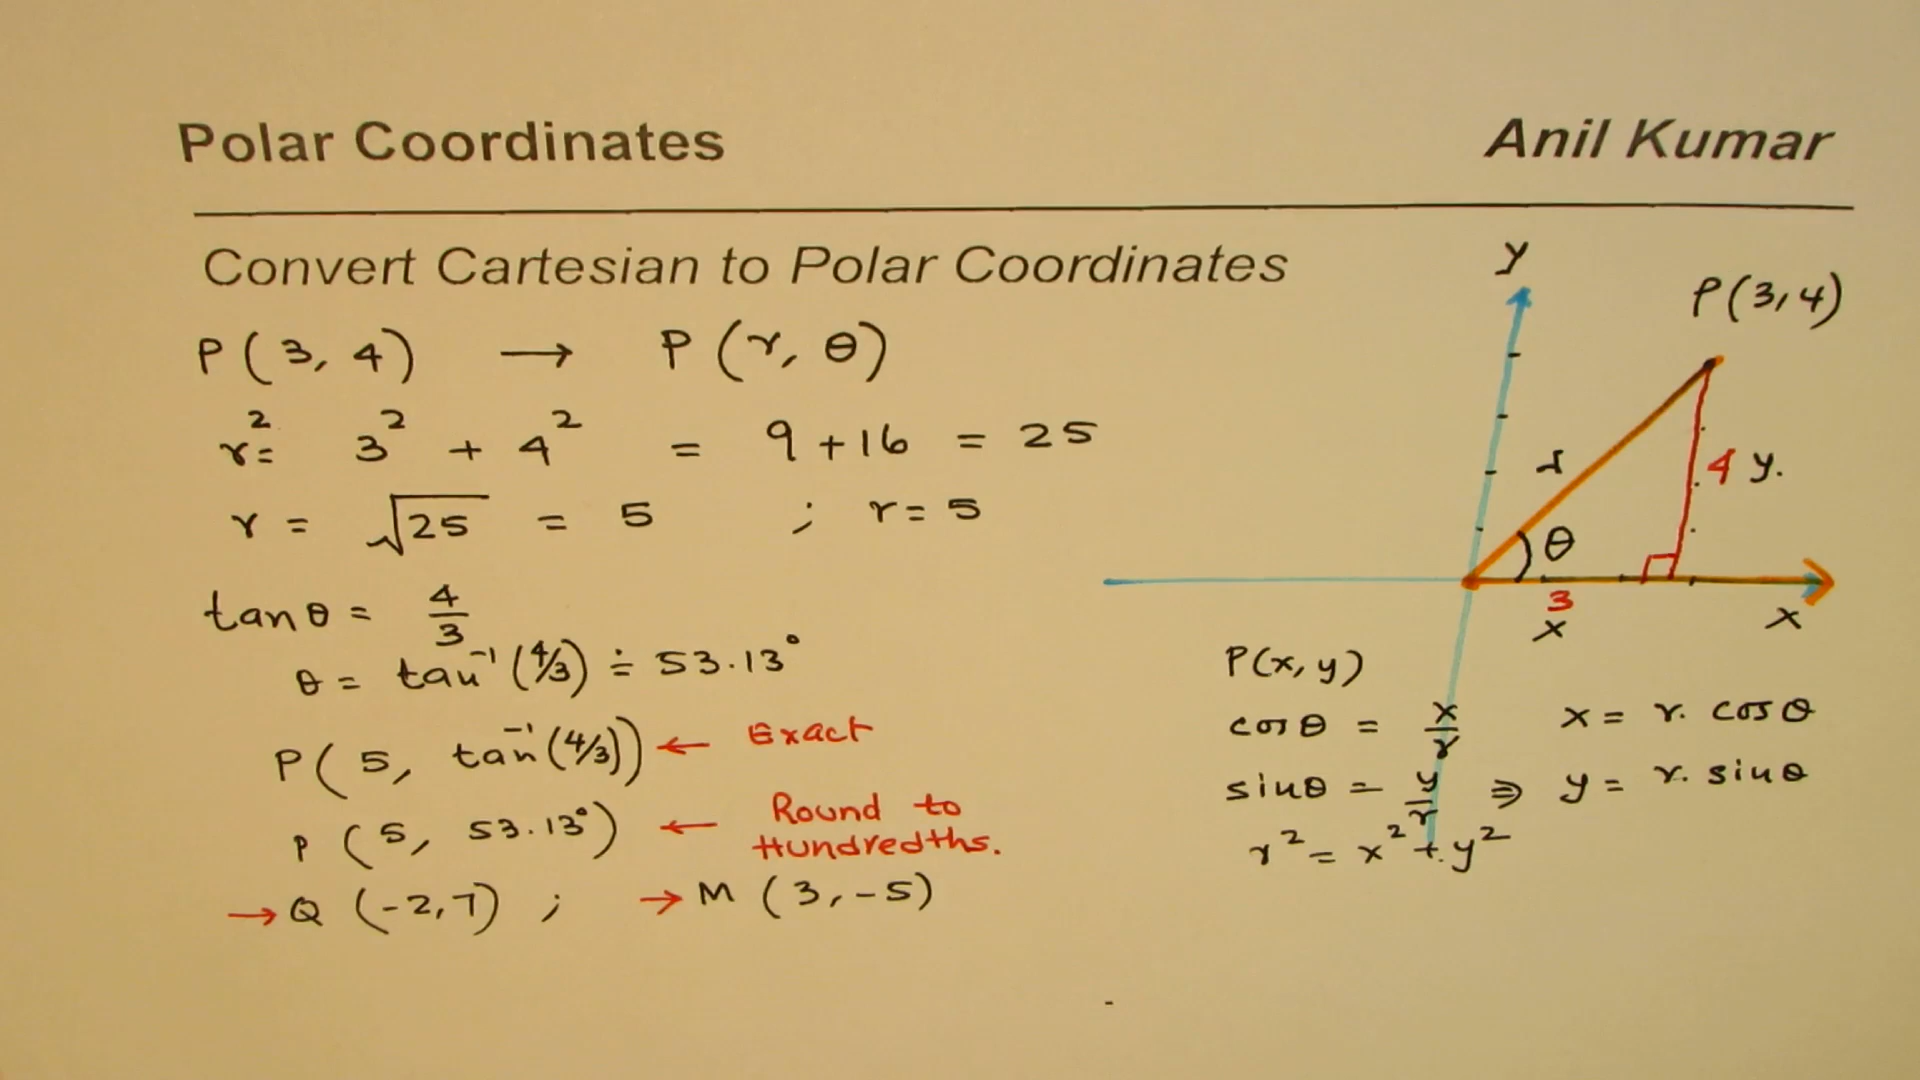 Polar Coordinates
Anil Kumar
Convert Cartesian to Polar Coordinates
P (3, 4) → P (r, θ)
r² = 3² + 4² = 9 + 16 = 25
r = √25 = 5 ; r = 5
tan θ = 4/3
θ = tan⁻¹ (4/3) ≑ 53.13°
P (5, tan⁻¹(4/3)) ← Exact
P (5, 53.13°) ← Round to
Hundredths.
→ Q (-2, 7) ; → M (3, -5)
y
P(3,4)
r
4 y.
θ
3
x
x
P(x, y)
cos θ = x/r x = r. cos θ
sin θ = y/r ⇒ y = r. sin θ
r² = x² + y²